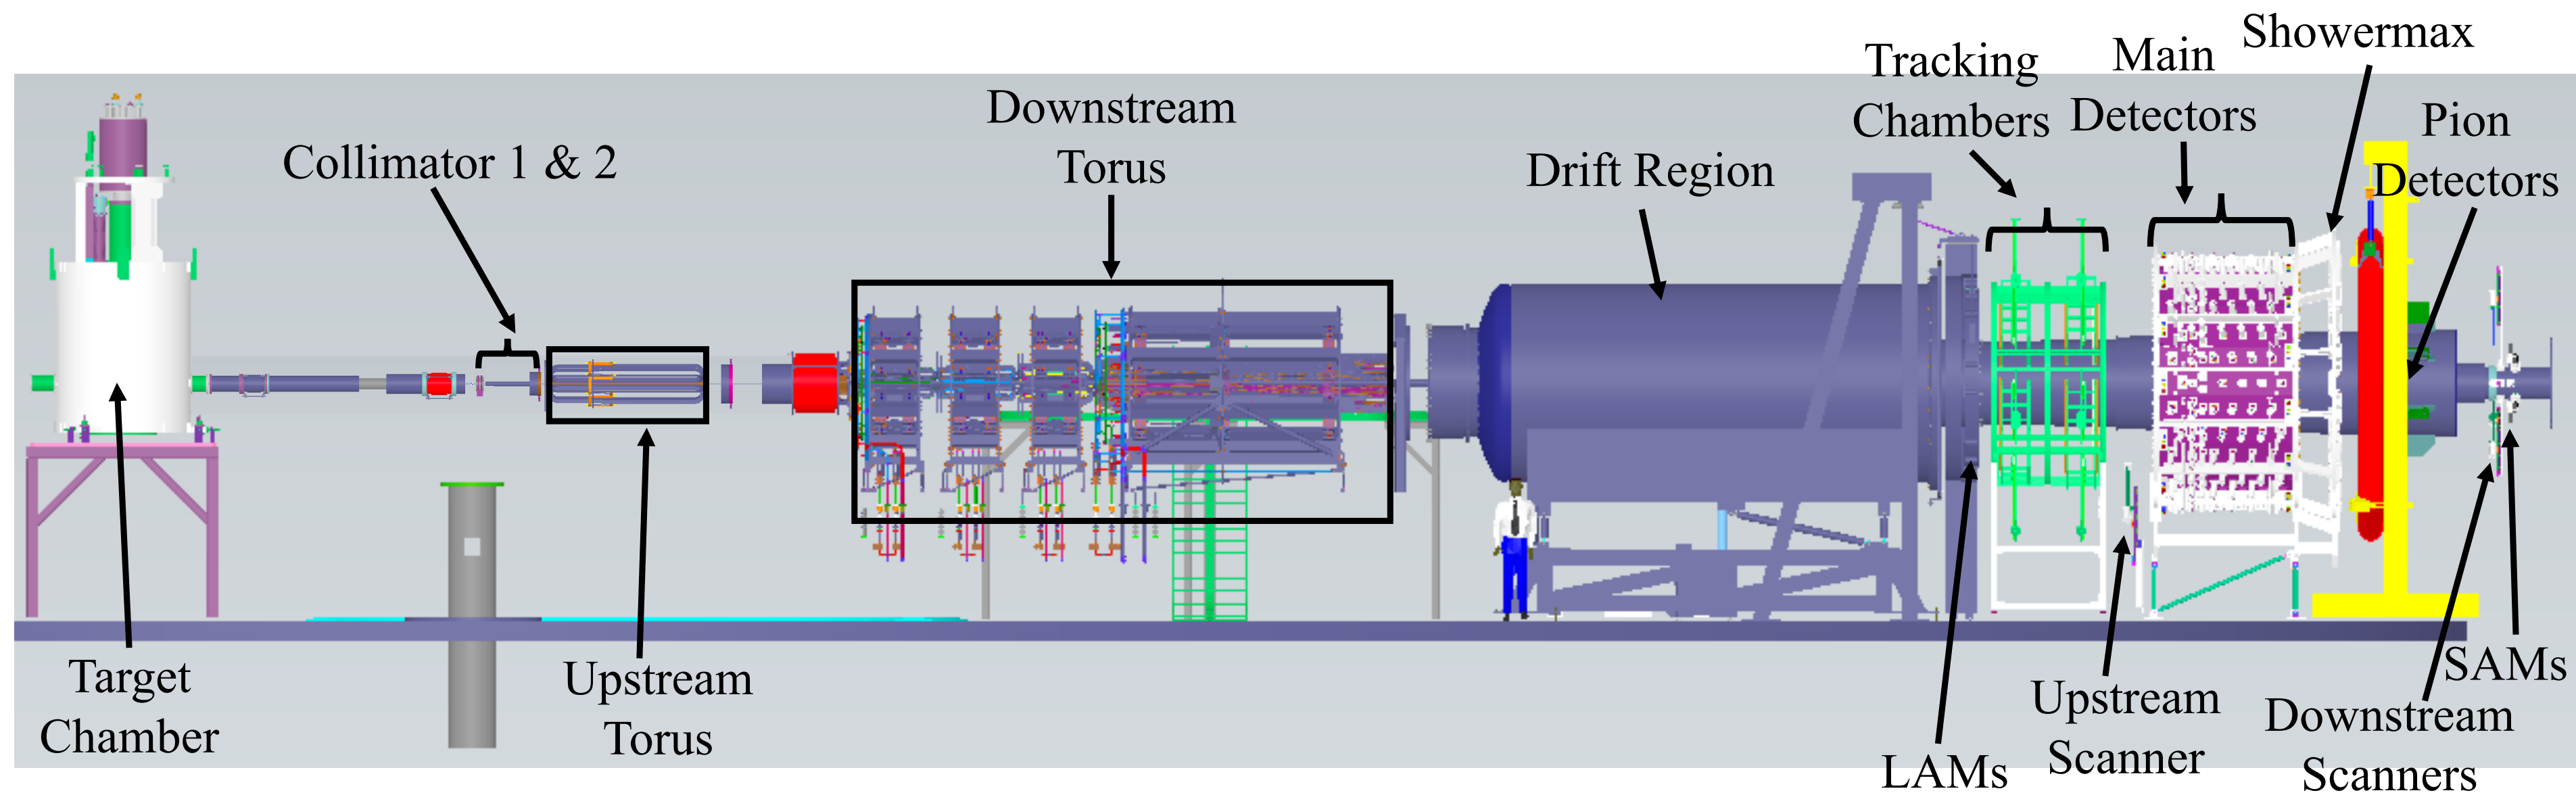 Showermax
Tracking
Chambers
Main
Detectors
Pion
Detectors
Downstream
Torus
Collimator 1 & 2
Drift Region
Target
Chamber
Upstream
Torus
LAMs
Upstream
Scanner
Downstream
Scanners
SAMs